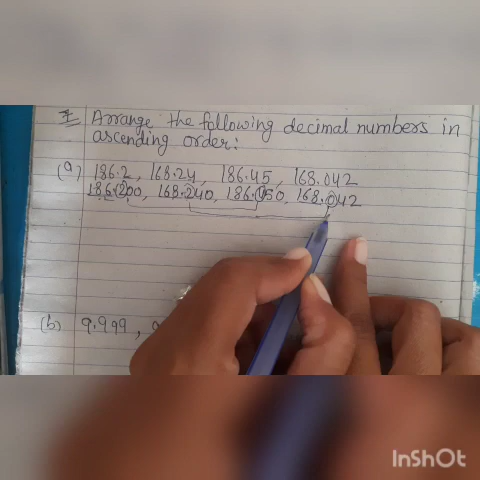 7 Arrange the following decimal numbers in
ascending order:
(a) 186.2, 168.24, 186.45, 168.042
186.200, 168.240, 186.450, 168.042
(b) 9.999,
InShOt